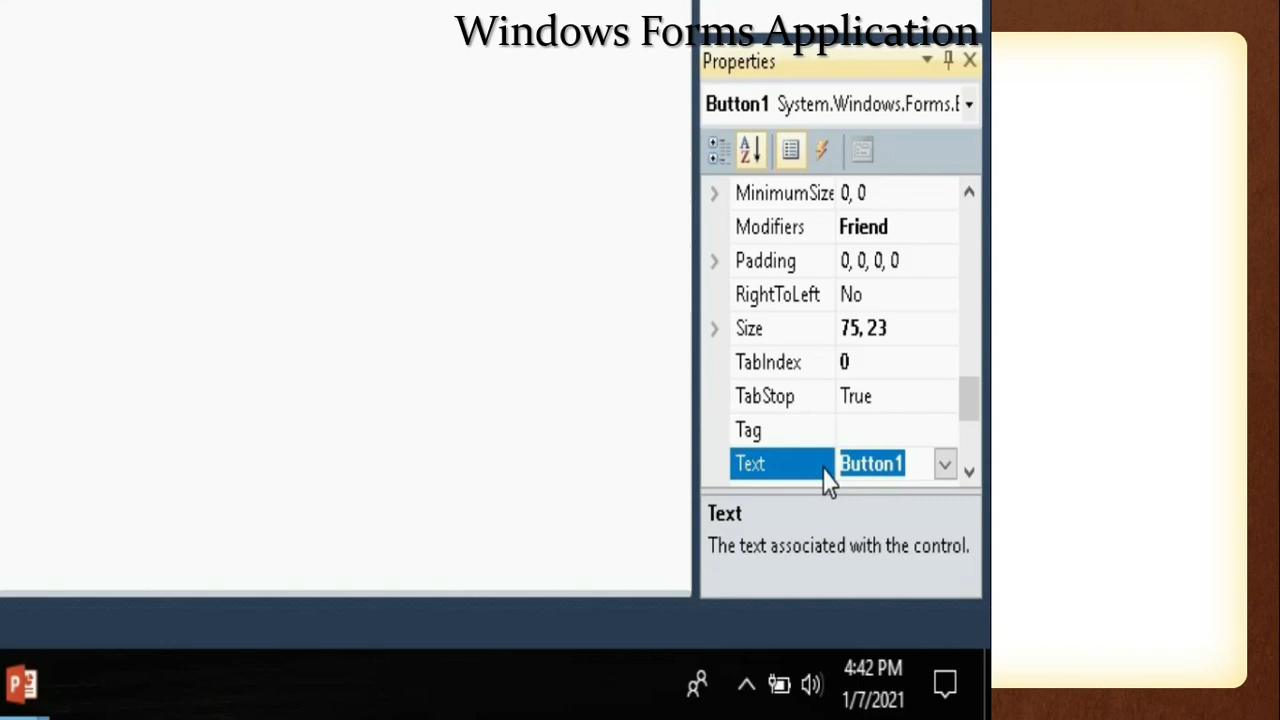 Windows Forms Application
Properties
Button1 System.Windows.Forms.B
MinimumSize 0, 0
Modifiers Friend
Padding 0, 0, 0, 0
RightToLeft No
Size 75, 23
TabIndex 0
TabStop True
Tag
Text Button1
Text
The text associated with the control.
4:42 PM
1/7/2021